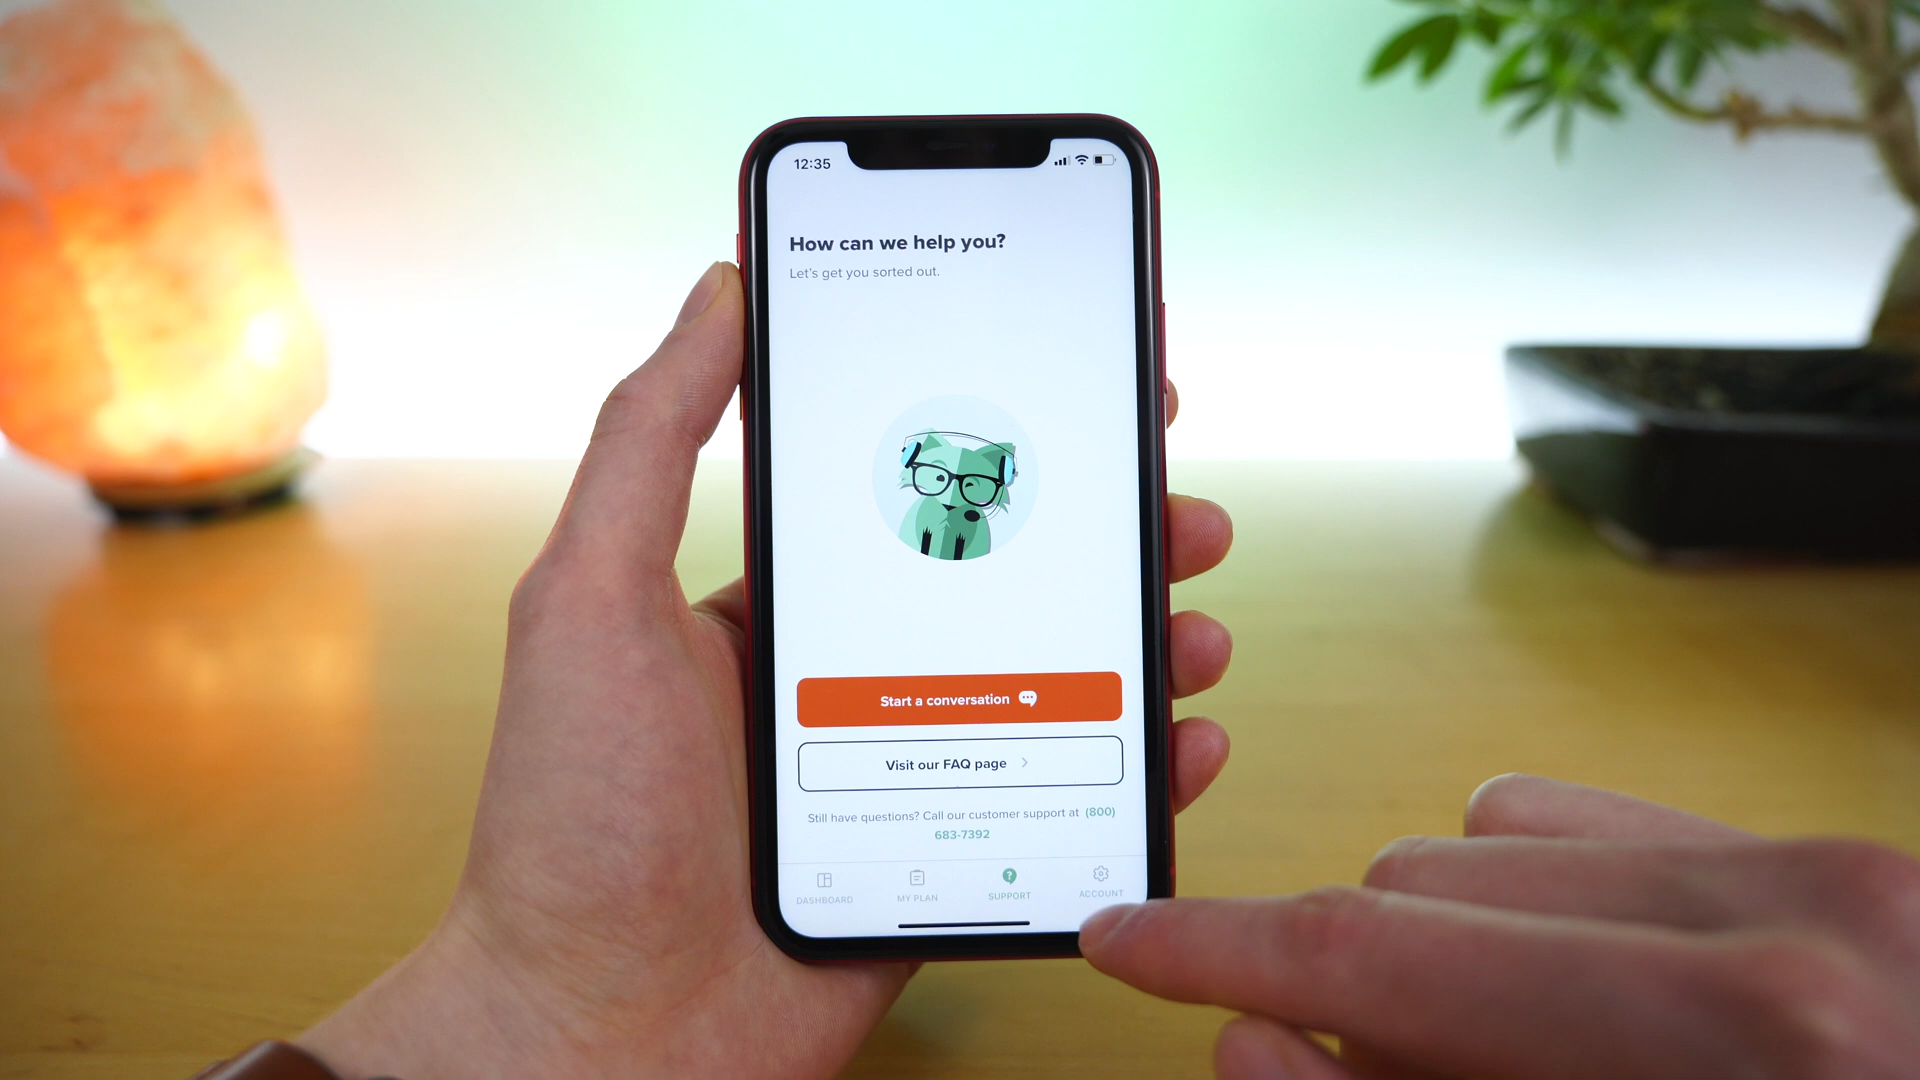 12:35
How can we help you?
Let's get you sorted out.
Start a conversation
Visit our FAQ page
Still have questions? Call our customer support at (800)
683-7392
DASHBOARD
MY PLAN
SUPPORT
ACCOUNT